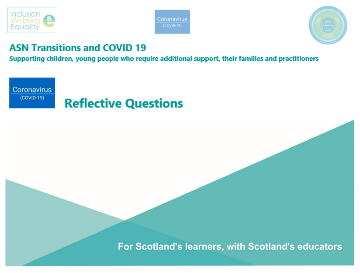 Inclusion
Wellbeing
Equality
Coronavirus
(COVID-19)
ASN Transitions and COVID 19
Supporting children, young people who require additional support, their families and practitioners
Coronavirus
(COVID-19)
Reflective Questions
For Scotland's learners, with Scotland's educators